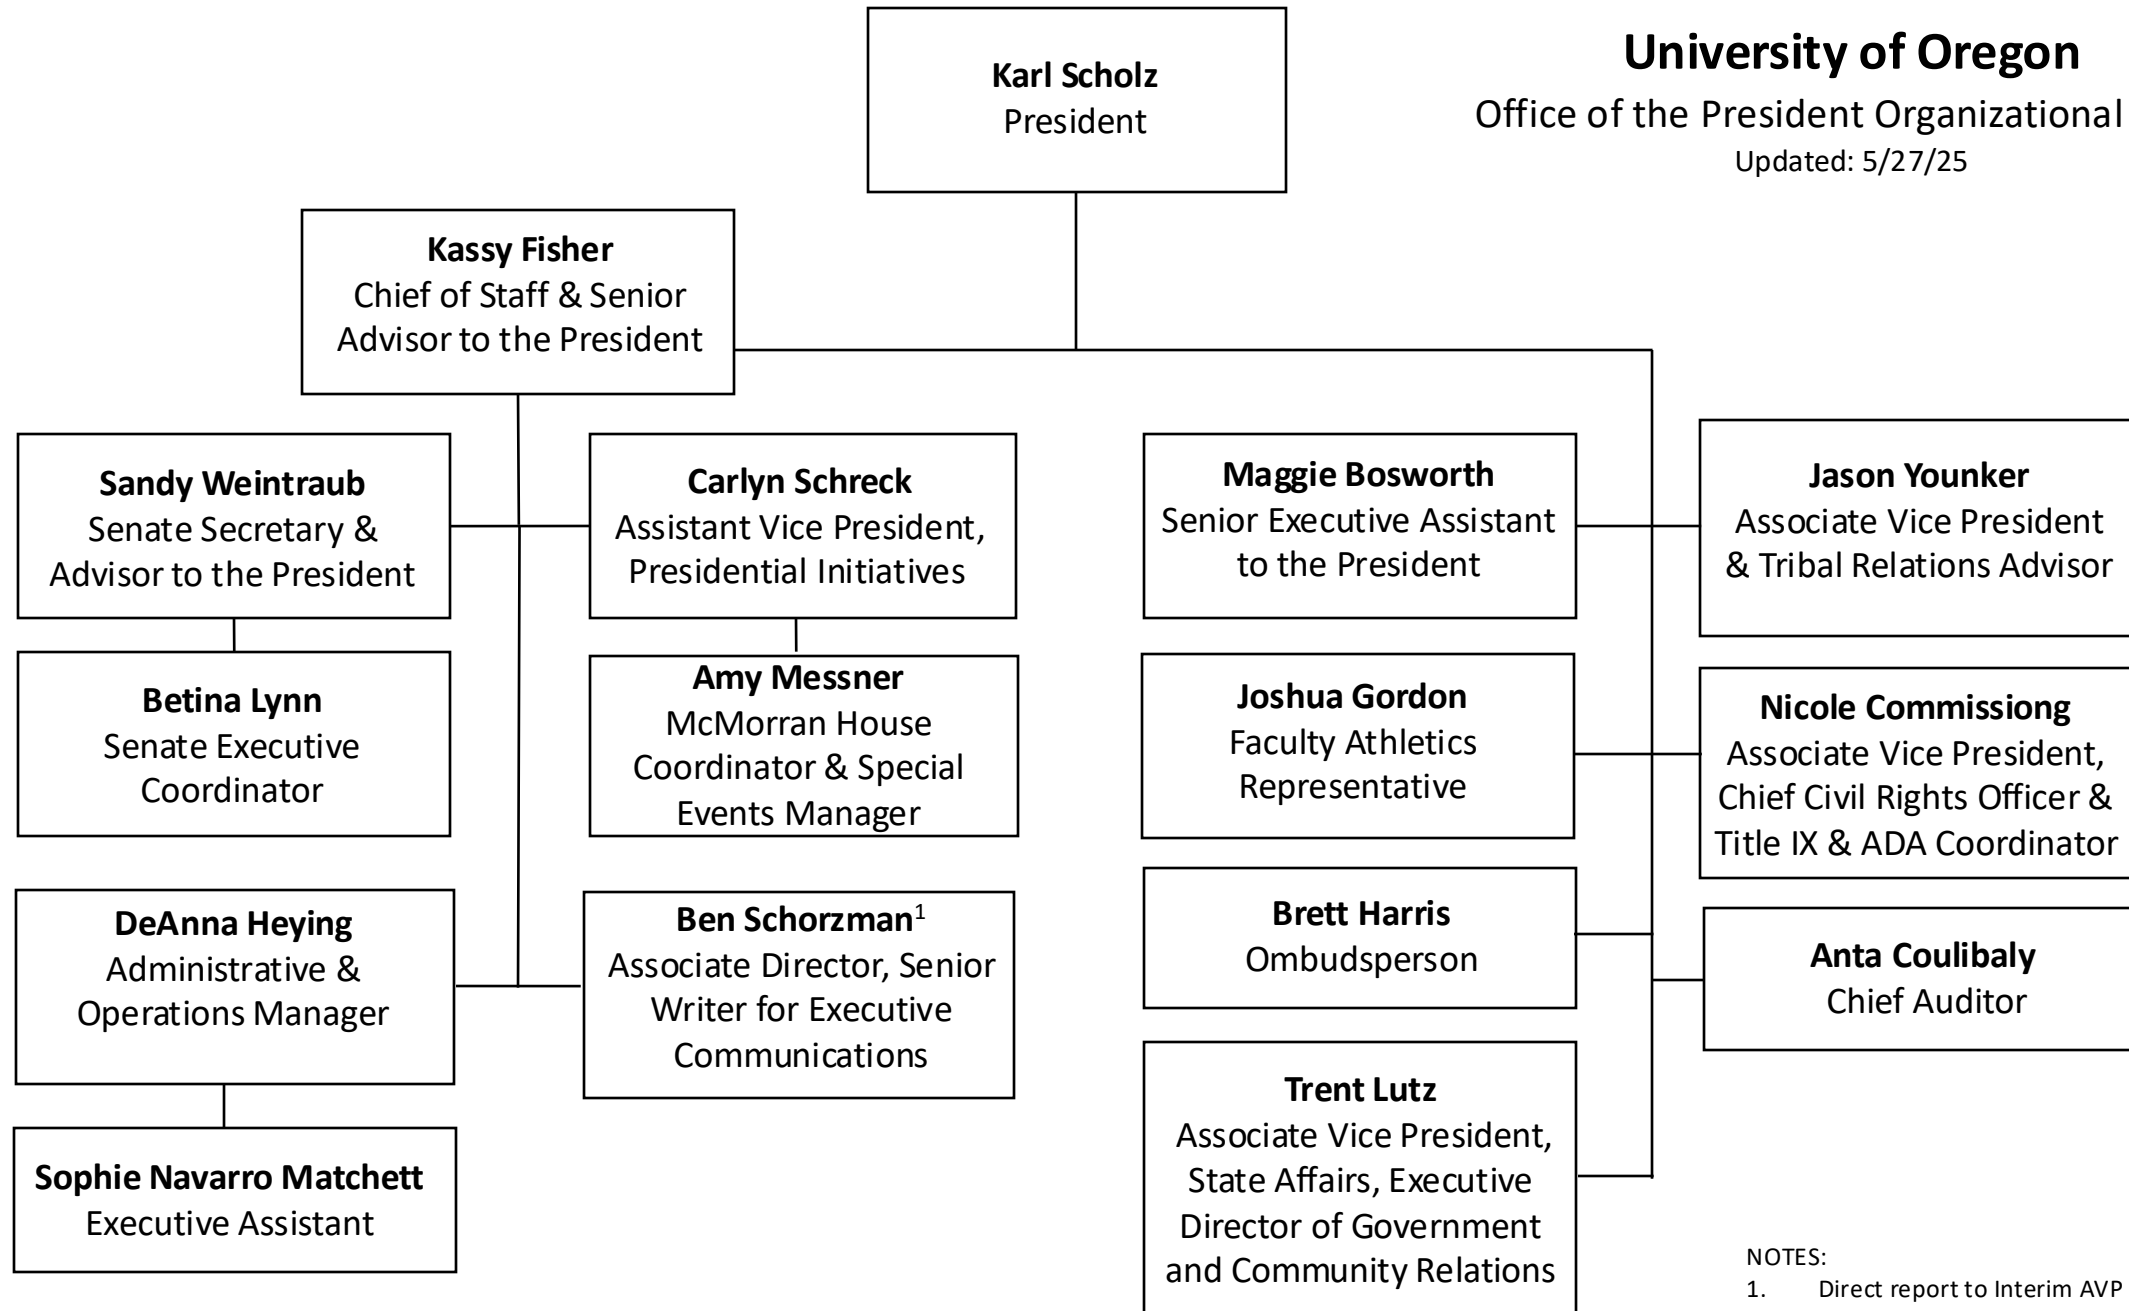 Karl Scholz
President
University of Oregon
Office of the President Organizational
Updated: 5/27/25
Kassy Fisher
Chief of Staff & Senior
Advisor to the President
Sandy Weintraub
Senate Secretary &
Advisor to the President
Carlyn Schreck
Assistant Vice President,
Presidential Initiatives
Maggie Bosworth
Senior Executive Assistant
to the President
Jason Younker
Associate Vice President
& Tribal Relations Advisor
Betina Lynn
Senate Executive
Coordinator
Amy Messner
McMorran House
Coordinator & Special
Events Manager
Joshua Gordon
Faculty Athletics
Representative
Nicole Commissiong
Associate Vice President,
Chief Civil Rights Officer &
Title IX & ADA Coordinator
DeAnna Heying
Administrative &
Operations Manager
Ben Schorzman1
Associate Director, Senior
Writer for Executive
Communications
Brett Harris
Ombudsperson
Anta Coulibaly
Chief Auditor
Sophie Navarro Matchett
Executive Assistant
Trent Lutz
Associate Vice President,
State Affairs, Executive
Director of Government
and Community Relations
NOTES:
1. Direct report to Interim AVP